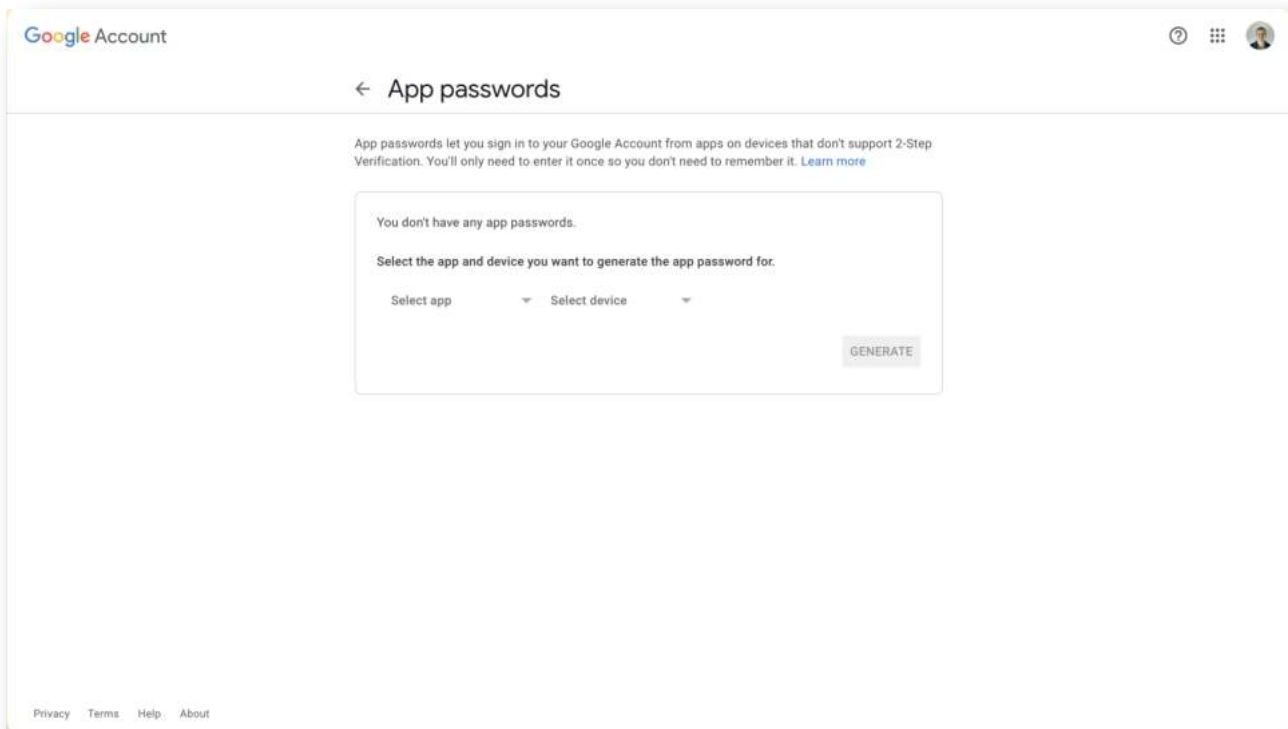 Google Account
App passwords
App passwords let you sign in to your Google Account from apps on devices that don't support 2-Step
Verification. You'll only need to enter it once so you don't need to remember it. Learn more
You don't have any app passwords.
Select the app and device you want to generate the app password for.
Select app Select device
GENERATE
Privacy Terms Help About